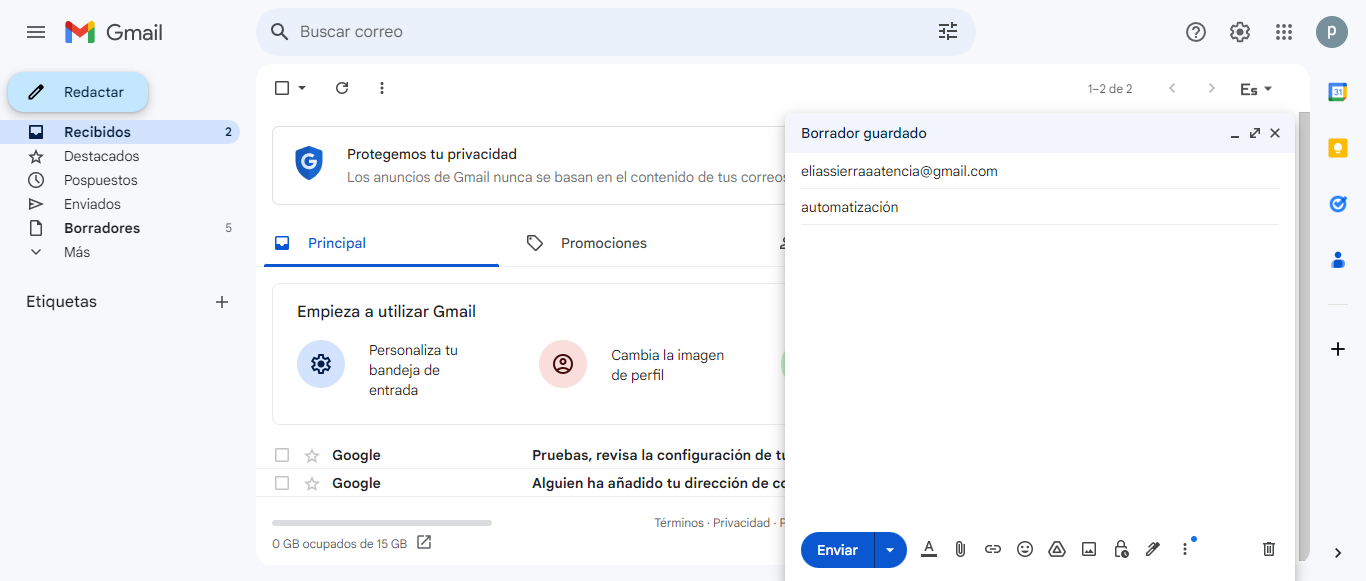 Gmail
Buscar correo
p
Redactar
Recibidos 2
Destacados
Pospuestos
Enviados
Borradores 5
Más
Etiquetas
1–2 de 2
Es
31
Protegemos tu privacidad
Los anuncios de Gmail nunca se basan en el contenido de tus correos
Principal
Promociones
Empieza a utilizar Gmail
Personaliza tu
bandeja de
entrada
Cambia la imagen
de perfil
Google Pruebas, revisa la configuración de tu
Google Alguien ha añadido tu dirección de co
Términos · Privacidad · P
0 GB ocupados de 15 GB
Borrador guardado
eliassierraaatencia@gmail.com
automatización
Enviar